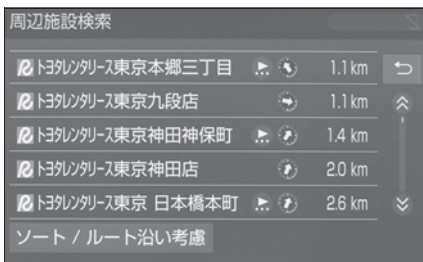 周辺施設検索
トヨタレンタリース東京本郷三丁目 1.1 km
トヨタレンタリース東京九段店 1.1 km
トヨタレンタリース東京神田神保町 1.4 km
トヨタレンタリース東京神田店 2.0 km
トヨタレンタリース東京 日本橋本町 2.6 km
ソート / ルート沿い考慮